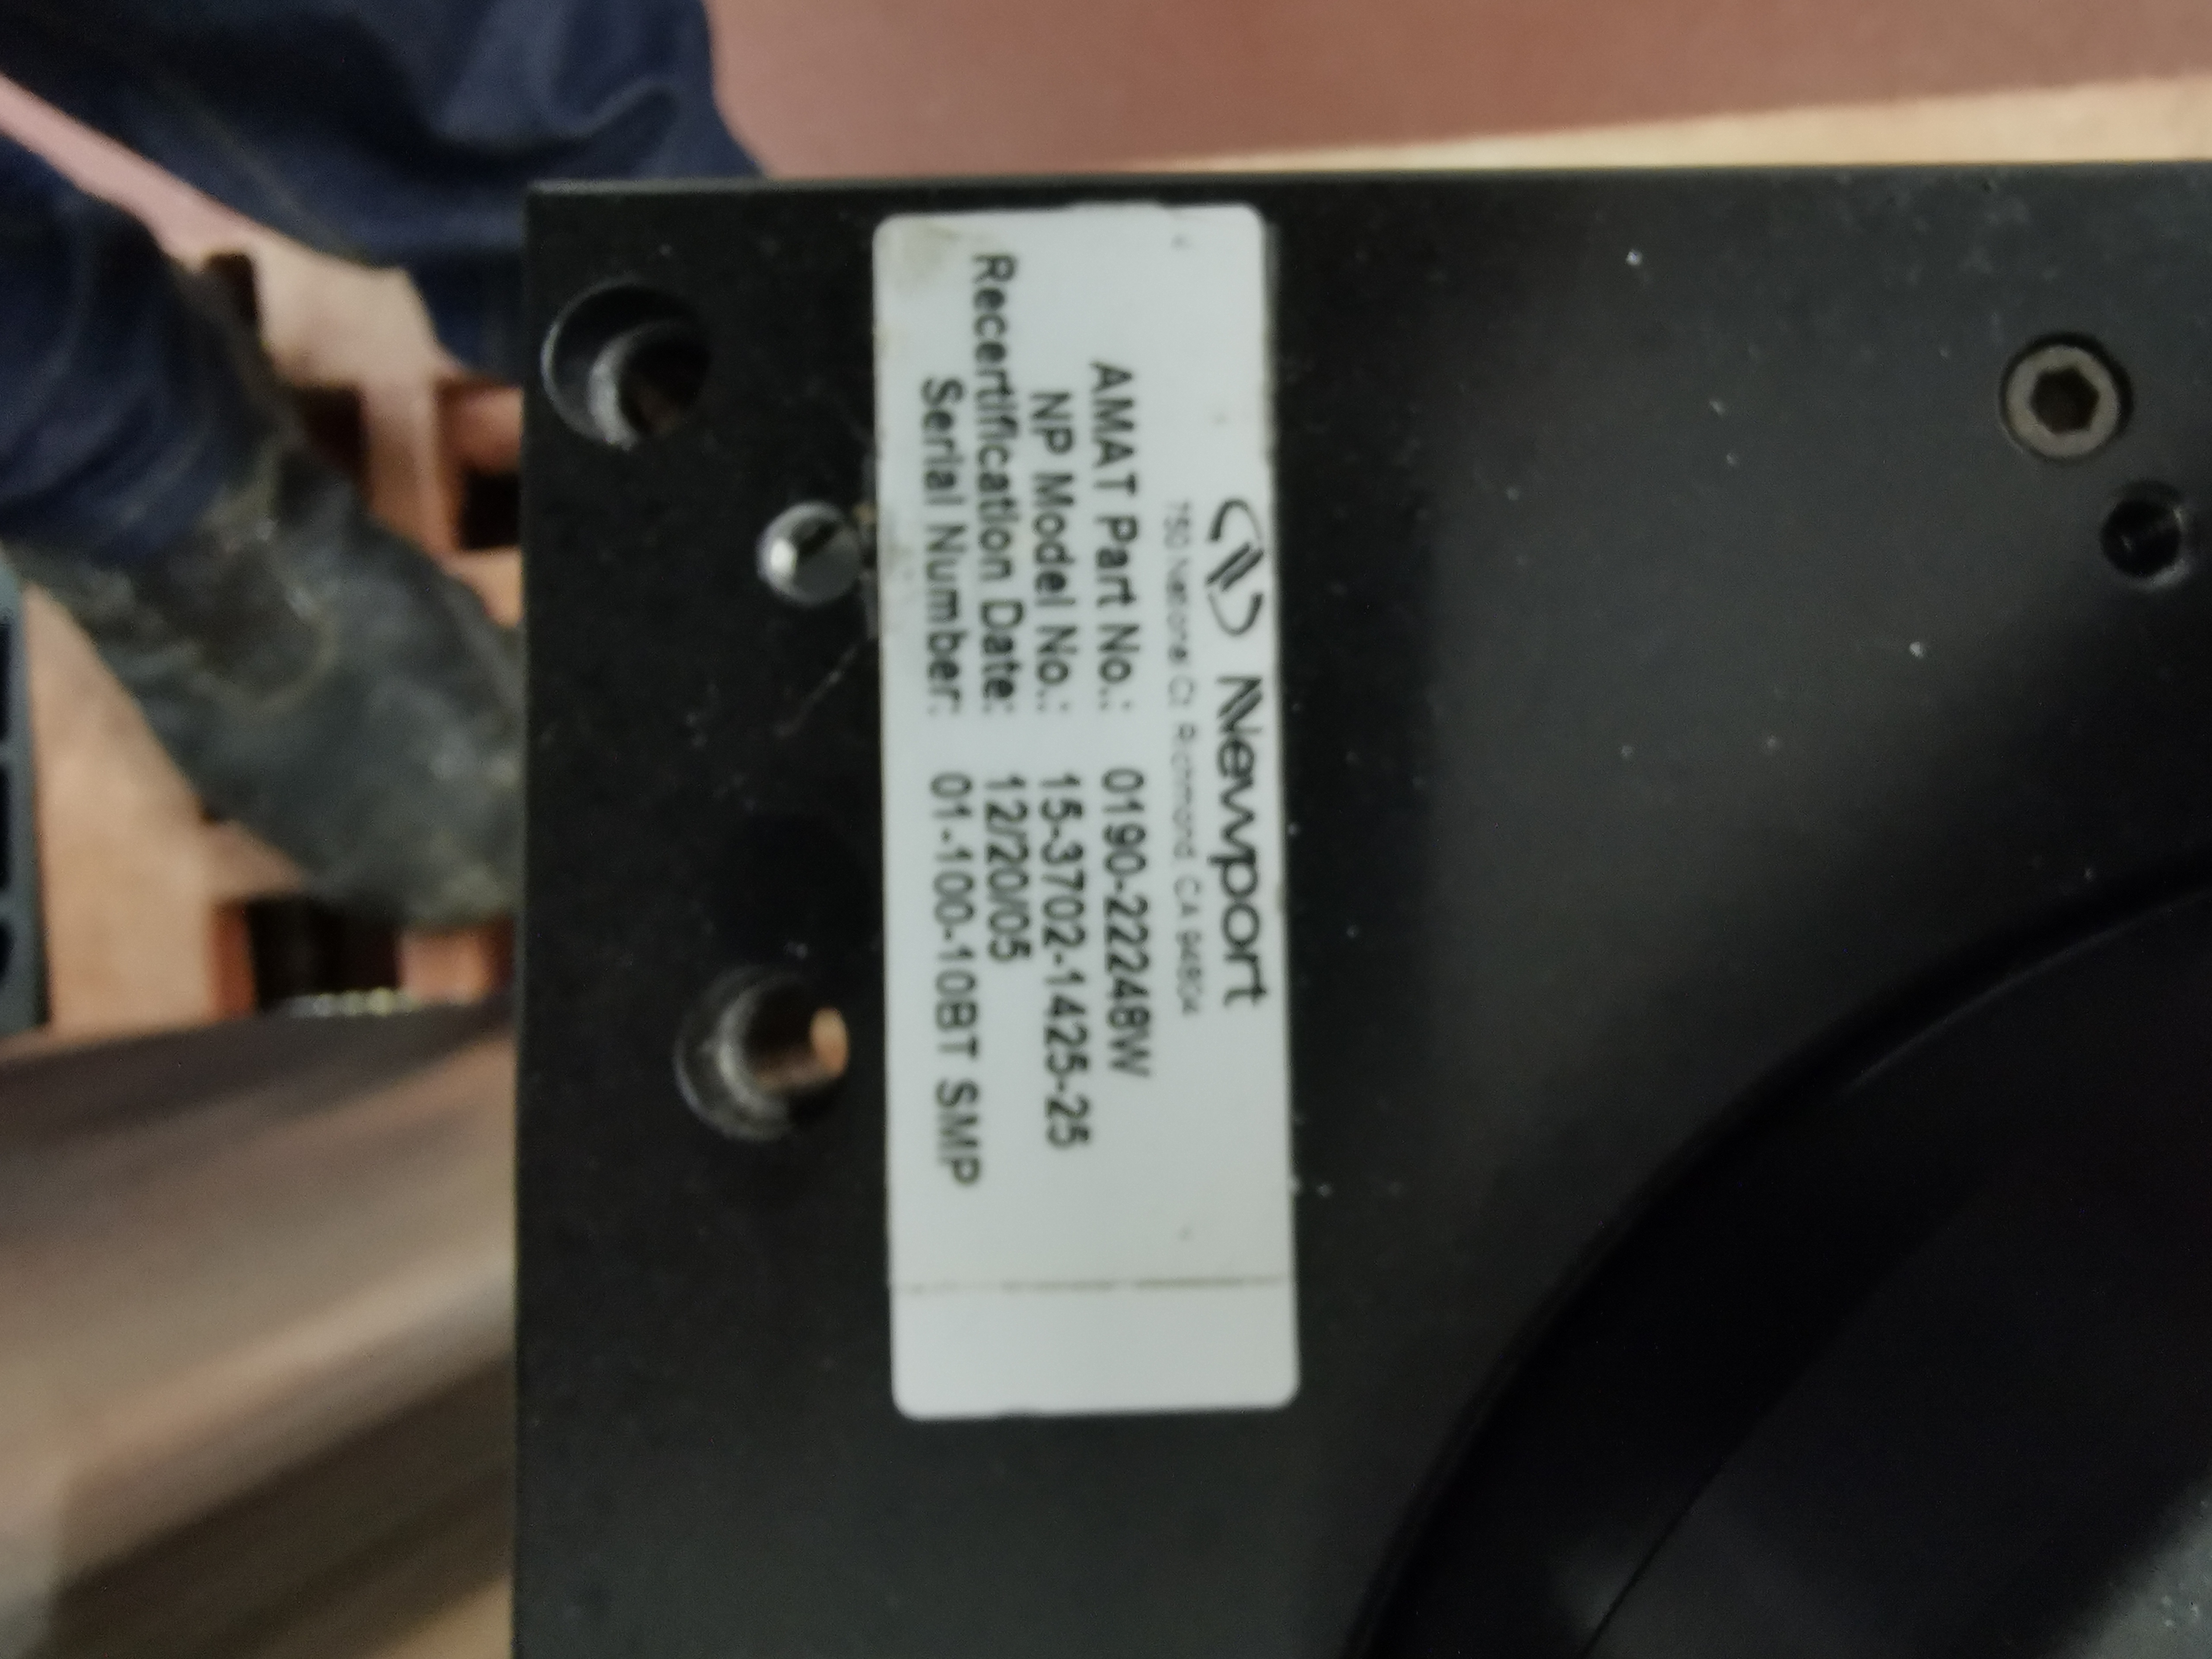 Newport
750 National Ct Richmond CA 94804
AMAT Part No.: 0190-22248W
NP Model No.: 15-3702-1425-25
Recertification Date: 12/20/05
Serial Number: 01-100-10BT SMP